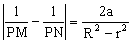 |1/PM − 1/PN| = 2a/(R² − r²)